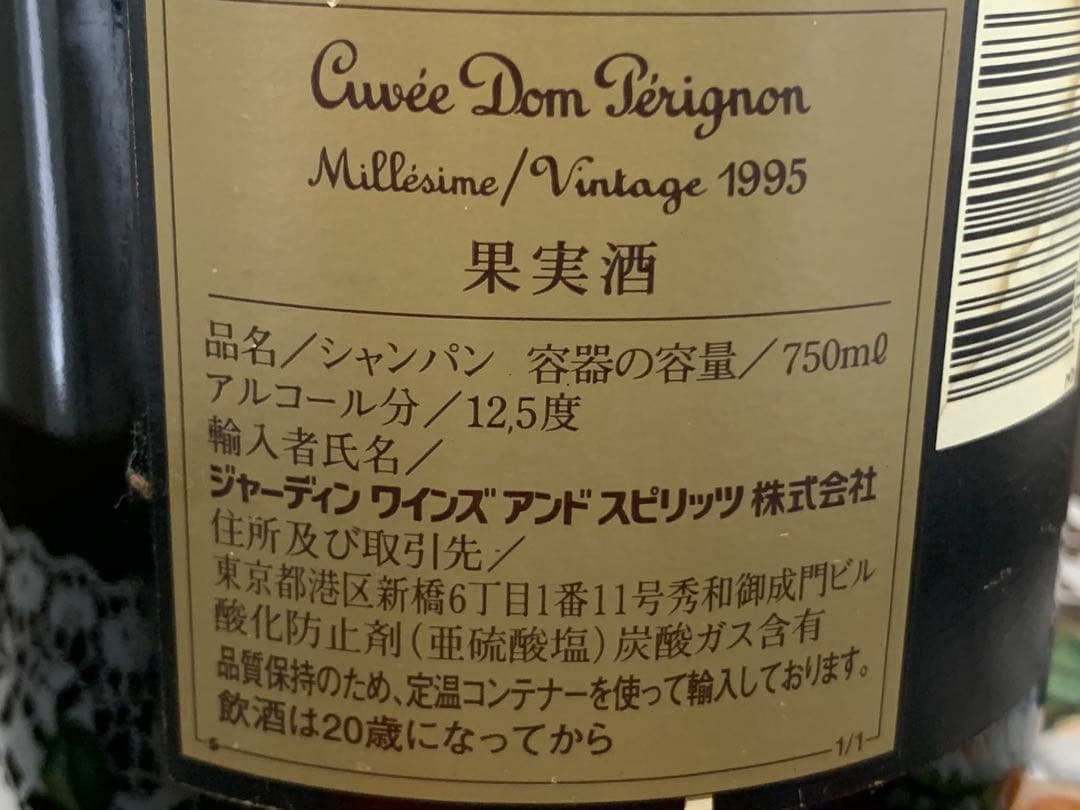 Cuvée Dom Pérignon
Millésime/Vintage 1995
果実酒
品名／シャンパン 容器の容量／750mℓ
アルコール分／12,5度
輸入者氏名／
ジャーディン ワインズ アンド スピリッツ 株式会社
住所及び取引先／
東京都港区新橋6丁目1番11号秀和御成門ビル
酸化防止剤(亜硫酸塩)炭酸ガス含有
品質保持のため、定温コンテナーを使って輸入しております。
飲酒は20歳になってから
1/1